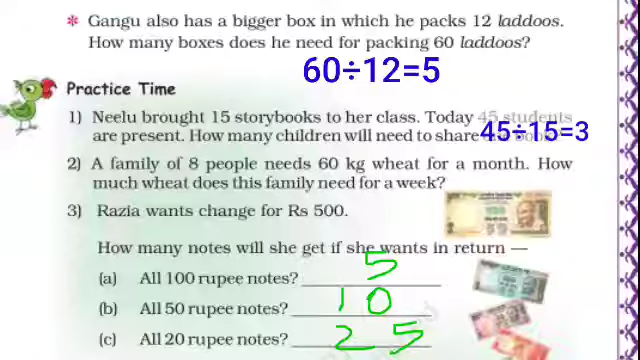 * Gangu also has a bigger box in which he packs 12 laddoos.
How many boxes does he need for packing 60 laddoos?
60÷12=5
Practice Time
1) Neelu brought 15 storybooks to her class. Today 45 students
are present. How many children will need to share
45÷15=3
2) A family of 8 people needs 60 kg wheat for a month. How
much wheat does this family need for a week?
3) Razia wants change for Rs 500.
How many notes will she get if she wants in return —
(a) All 100 rupee notes? 5
(b) All 50 rupee notes? 10
(c) All 20 rupee notes? 25